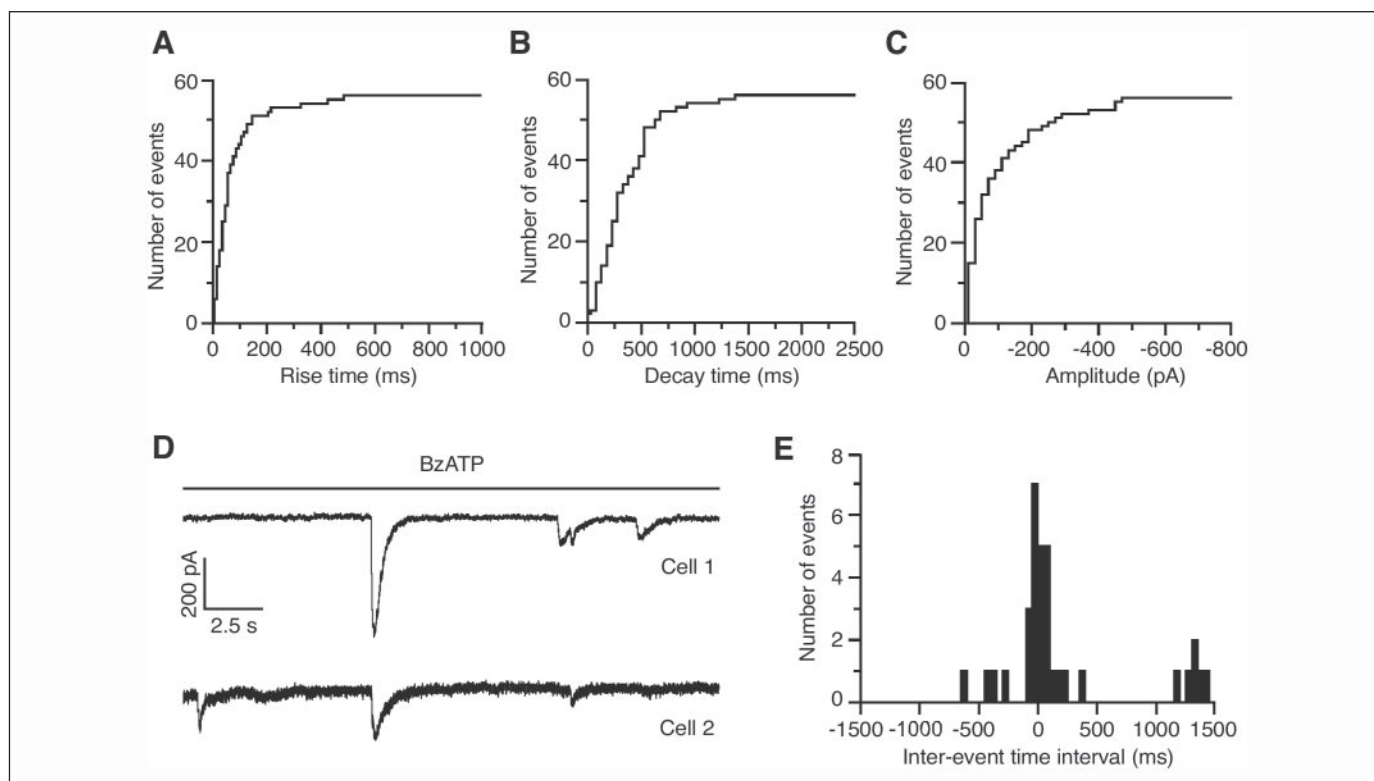 A
B
C
60
40
20
0
Number of events
0 200 400 600 800 1000
Rise time (ms)
60
40
20
0
Number of events
0 500 1000 1500 2000 2500
Decay time (ms)
60
40
20
0
Number of events
0 -200 -400 -600 -800
Amplitude (pA)
D
BzATP
Cell 1
200 pA
2.5 s
Cell 2
E
8
6
4
2
0
Number of events
-1500 -1000 -500 0 500 1000 1500
Inter-event time interval (ms)